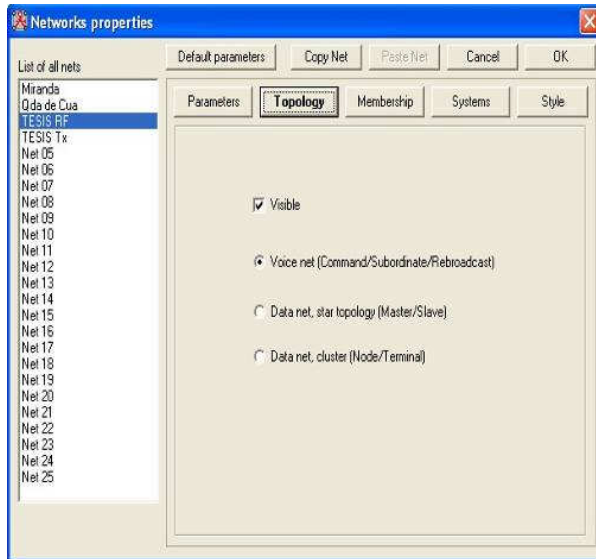 Networks properties
List of all nets
Default parameters
Copy Net
Paste Net
Cancel
OK
Miranda
Qda de Cua
TESIS RF
TESIS Tx
Net 05
Net 06
Net 07
Net 08
Net 09
Net 10
Net 11
Net 12
Net 13
Net 14
Net 15
Net 16
Net 17
Net 18
Net 19
Net 20
Net 21
Net 22
Net 23
Net 24
Net 25
Parameters
Topology
Membership
Systems
Style
Visible
Voice net (Command/Subordinate/Rebroadcast)
Data net, star topology (Master/Slave)
Data net, cluster (Node/Terminal)